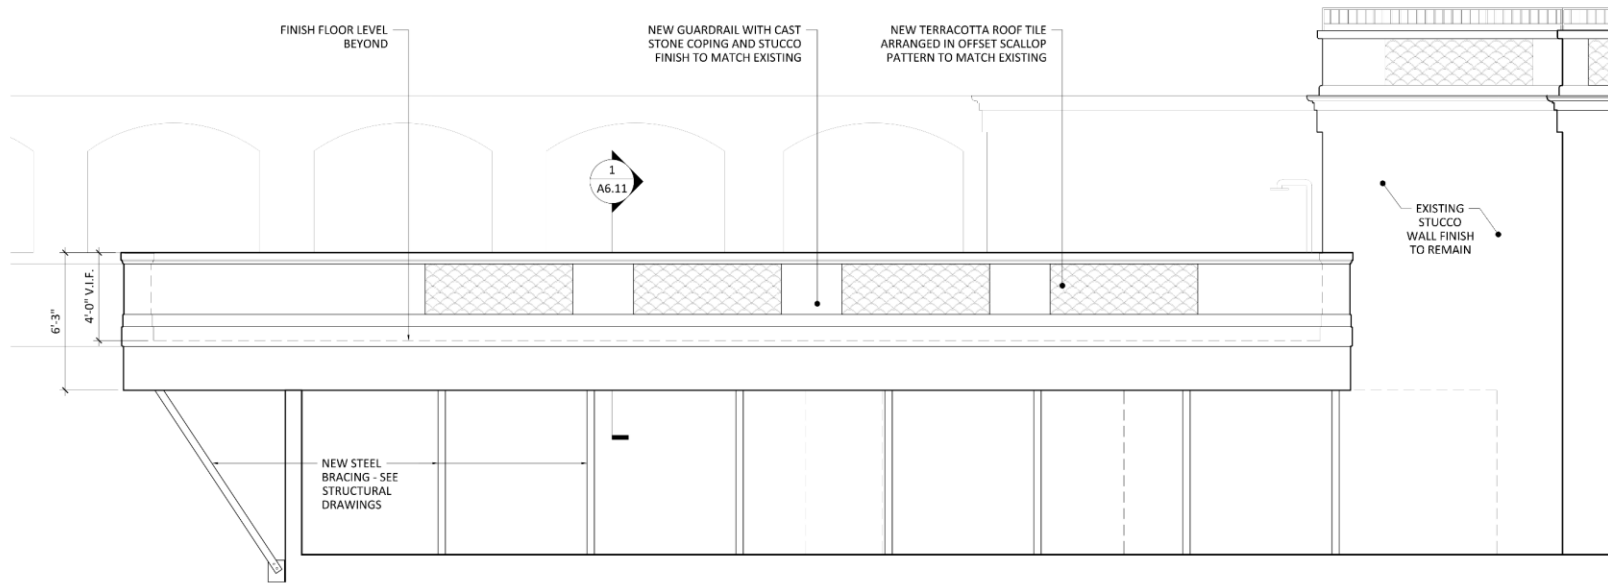 FINISH FLOOR LEVEL
BEYOND
NEW GUARDRAIL WITH CAST
STONE COPING AND STUCCO
FINISH TO MATCH EXISTING
NEW TERRACOTTA ROOF TILE
ARRANGED IN OFFSET SCALLOP
PATTERN TO MATCH EXISTING
1
A6.11
EXISTING
STUCCO
WALL FINISH
TO REMAIN
6'-3"
4'-0" V.I.F.
NEW STEEL
BRACING - SEE
STRUCTURAL
DRAWINGS